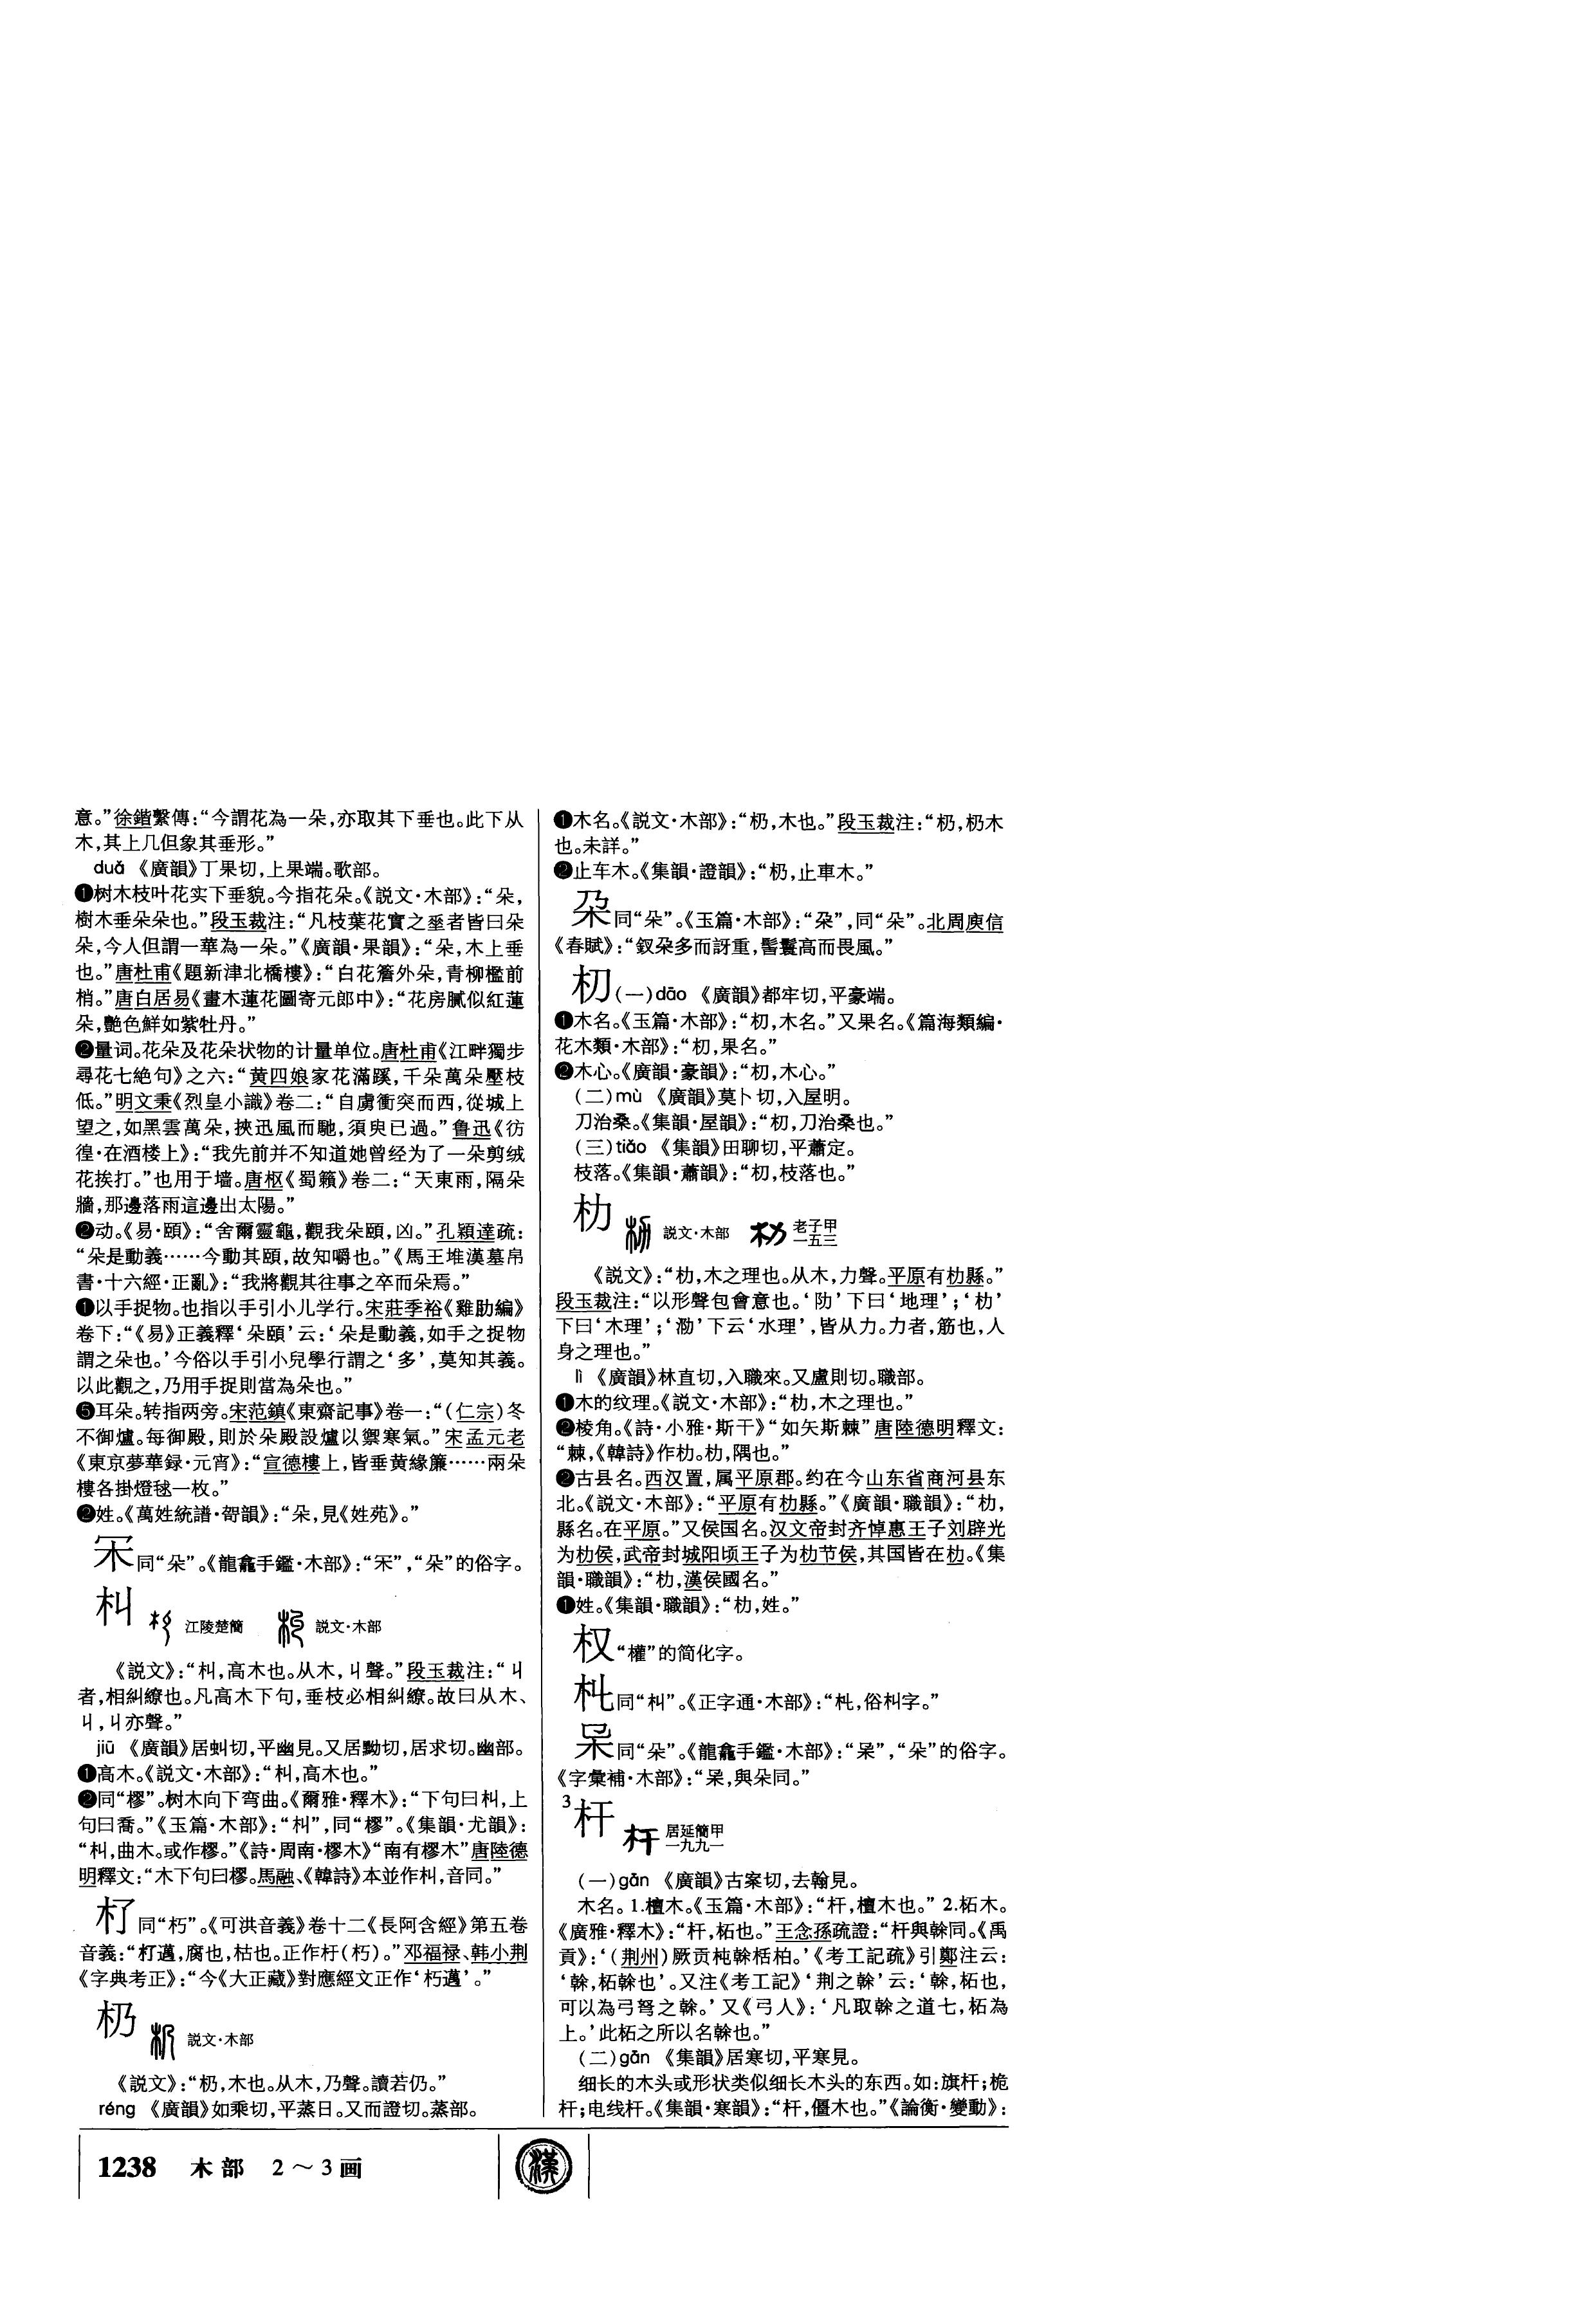 意。”徐鍇繫傳：“今謂花為一朵，亦取其下垂也。此下从
木，其上几但象其垂形。”
duǒ 《廣韻》丁果切，上果端。歌部。
❶树木枝叶花实下垂貌。今指花朵。《説文·木部》：“朵，
樹木垂朵朵也。”段玉裁注：“凡枝葉花實之𠂹者皆曰朵
朵，今人但謂一華為一朵。”《廣韻·果韻》：“朵，木上垂
也。”唐杜甫《題新津北橋樓》：“白花簷外朵，青柳檻前
梢。”唐白居易《畫木蓮花圖寄元郎中》：“花房膩似紅蓮
朵，艷色鮮如紫牡丹。”
❷量词。花朵及花朵状物的计量单位。唐杜甫《江畔獨步
尋花七絶句》之六：“黄四娘家花滿蹊，千朵萬朵壓枝
低。”明文秉《烈皇小識》卷二：“自虜衝突而西，從城上
望之，如黑雲萬朵，挾迅風而馳，須臾已過。”鲁迅《彷
徨·在酒楼上》：“我先前并不知道她曾经为了一朵剪绒
花挨打。”也用于墙。唐枢《蜀籟》卷二：“天東雨，隔朵
牆，那邊落雨這邊出太陽。”
❷动。《易·頤》：“舍爾靈龜，觀我朵頤，凶。”孔穎達疏：
“朵是動義……今動其頤，故知嚼也。”《馬王堆漢墓帛
書·十六經·正亂》：“我將觀其往事之卒而朵焉。”
❶以手捉物。也指以手引小儿学行。宋莊季裕《雞肋編》
卷下：“《易》正義釋‘朵頤’云：‘朵是動義，如手之捉物
謂之朵也。’今俗以手引小兒學行謂之‘多’，莫知其義。
以此觀之，乃用手捉則當為朵也。”
❺耳朵。转指两旁。宋范鎮《東齋記事》卷一：“（仁宗）冬
不御爐。每御殿，則於朵殿設爐以禦寒氣。”宋孟元老
《東京夢華録·元宵》：“宣德樓上，皆垂黄緣簾……兩朵
樓各掛燈毬一枚。”
❷姓。《萬姓統譜·哿韻》：“朵，見《姓苑》。”
同“朵”。《龍龕手鑑·木部》：“”，“朵”的俗字。
朻 江陵楚簡 説文·木部
《説文》：“朻，高木也。从木，丩聲。”段玉裁注：“丩
者，相糾繚也。凡高木下句，垂枝必相糾繚。故曰从木、
丩，丩亦聲。”
jiū 《廣韻》居虯切，平幽見。又居黝切，居求切。幽部。
❶高木。《説文·木部》：“朻，高木也。”
❷同“樛”。树木向下弯曲。《爾雅·釋木》：“下句曰朻，上
句曰喬。”《玉篇·木部》：“朻”，同“樛”。《集韻·尤韻》：
“朻，曲木。或作樛。”《詩·周南·樛木》“南有樛木”唐陸德
明釋文：“木下句曰樛。馬融、《韓詩》本並作朻，音同。”
同“朽”。《可洪音義》卷十二《長阿含經》第五卷
音義：“邁，腐也，枯也。正作杇（朽）。”邓福禄、韩小荆
《字典考正》：“今《大正藏》對應經文正作‘朽邁’。”
杒 説文·木部
《説文》：“扔，木也。从木，乃聲。讀若仍。”
réng 《廣韻》如乘切，平蒸日。又而證切。蒸部。
❶木名。《説文·木部》：“杋，木也。”段玉裁注：“杋，杋木
也。未詳。”
❷止车木。《集韻·證韻》：“杋，止車木。”
朶同“朵”。《玉篇·木部》：“朶”，同“朵”。北周庾信
《春賦》：“釵朶多而訝重，髻鬟高而畏風。”
朷（一）dāo 《廣韻》都牢切，平豪端。
❶木名。《玉篇·木部》：“朷，木名。”又果名。《篇海類編·
花木類·木部》：“朷，果名。”
❷木心。《廣韻·豪韻》：“朷，木心。”
（二）mù 《廣韻》莫卜切，入屋明。
刀治桑。《集韻·屋韻》：“朷，刀治桑也。”
（三）tiáo 《集韻》田聊切，平蕭定。
枝落。《集韻·蕭韻》：“朷，枝落也。”
朸 説文·木部 老子甲一五三
《説文》：“朸，木之理也。从木，力聲。平原有朸縣。”
段玉裁注：“以形聲包會意也。‘阞’下曰‘地理’；‘朸’
下曰‘木理’；‘泐’下云‘水理’，皆从力。力者，筋也，人
身之理也。”
lì 《廣韻》林直切，入職來。又盧則切。職部。
❶木的纹理。《説文·木部》：“朸，木之理也。”
❷棱角。《詩·小雅·斯干》“如矢斯棘”唐陸德明釋文：
“棘，《韓詩》作朸。朸，隅也。”
❷古县名。西汉置，属平原郡。约在今山东省商河县东
北。《説文·木部》：“平原有朸縣。”《廣韻·職韻》：“朸，
縣名。在平原。”又侯国名。汉文帝封齐悼惠王子刘辟光
为朸侯，武帝封城阳顷王子为朸节侯，其国皆在朸。《集
韻·職韻》：“朸，漢侯國名。”
❶姓。《集韻·職韻》：“朸，姓。”
权“權”的简化字。
朼同“朻”。《正字通·木部》：“，俗朻字。”
同“朵”。《龍龕手鑑·木部》：“”，“朵”的俗字。
《字彙補·木部》：“，與朵同。”
3
杆 居延簡甲一九九一
（一）gān 《廣韻》古案切，去翰見。
木名。1.檀木。《玉篇·木部》：“杆，檀木也。” 2.柘木。
《廣雅·釋木》：“杆，柘也。”王念孫疏證：“杆與榦同。《禹
貢》：‘（荆州）厥贡杶榦栝柏。’《考工記疏》引鄭注云：
‘榦，柘榦也’。又注《考工記》‘荆之榦’云：‘榦，柘也，
可以為弓弩之榦。’又《弓人》：‘凡取榦之道七，柘為
上。’此柘之所以名榦也。”
（二）gān 《集韻》居寒切，平寒見。
细长的木头或形状类似细长木头的东西。如：旗杆；桅
杆；电线杆。《集韻·寒韻》：“杆，僵木也。”《論衡·變動》：
1238 木部 2～3画
漢